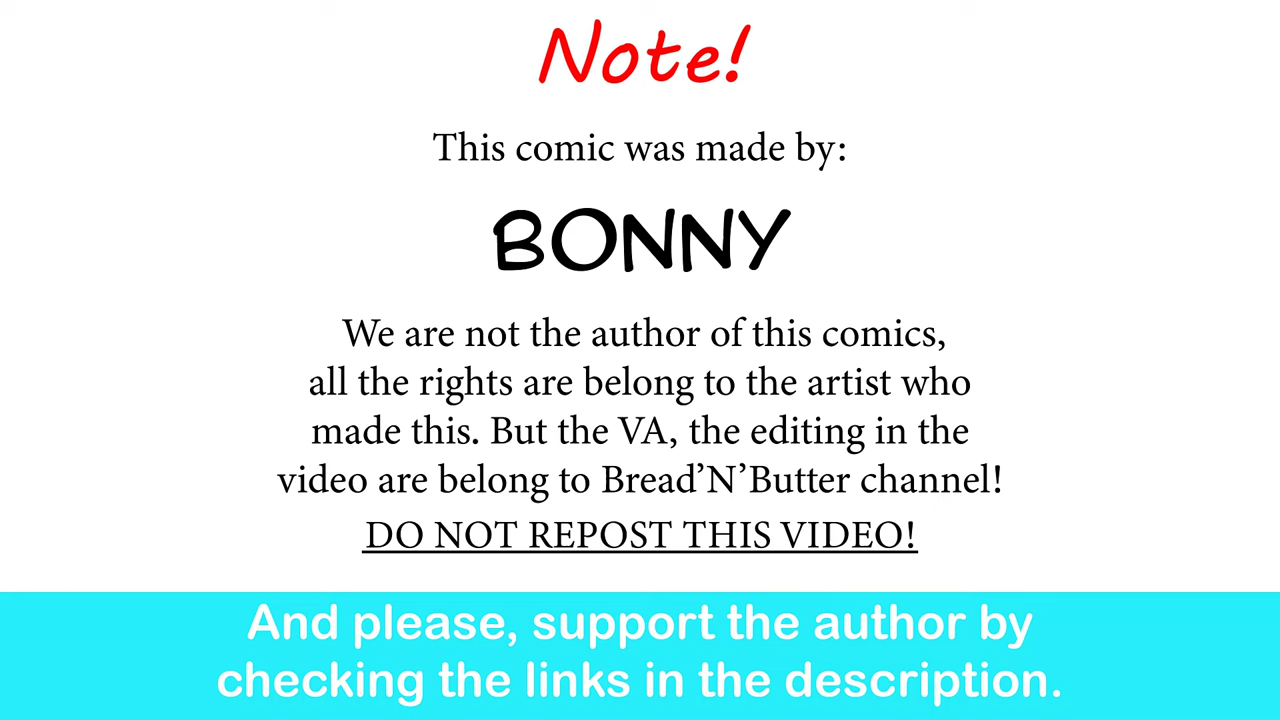 Note!
This comic was made by:
BONNY
We are not the author of this comics,
all the rights are belong to the artist who
made this. But the VA, the editing in the
video are belong to Bread’N’Butter channel!
DO NOT REPOST THIS VIDEO!
And please, support the author by
checking the links in the description.